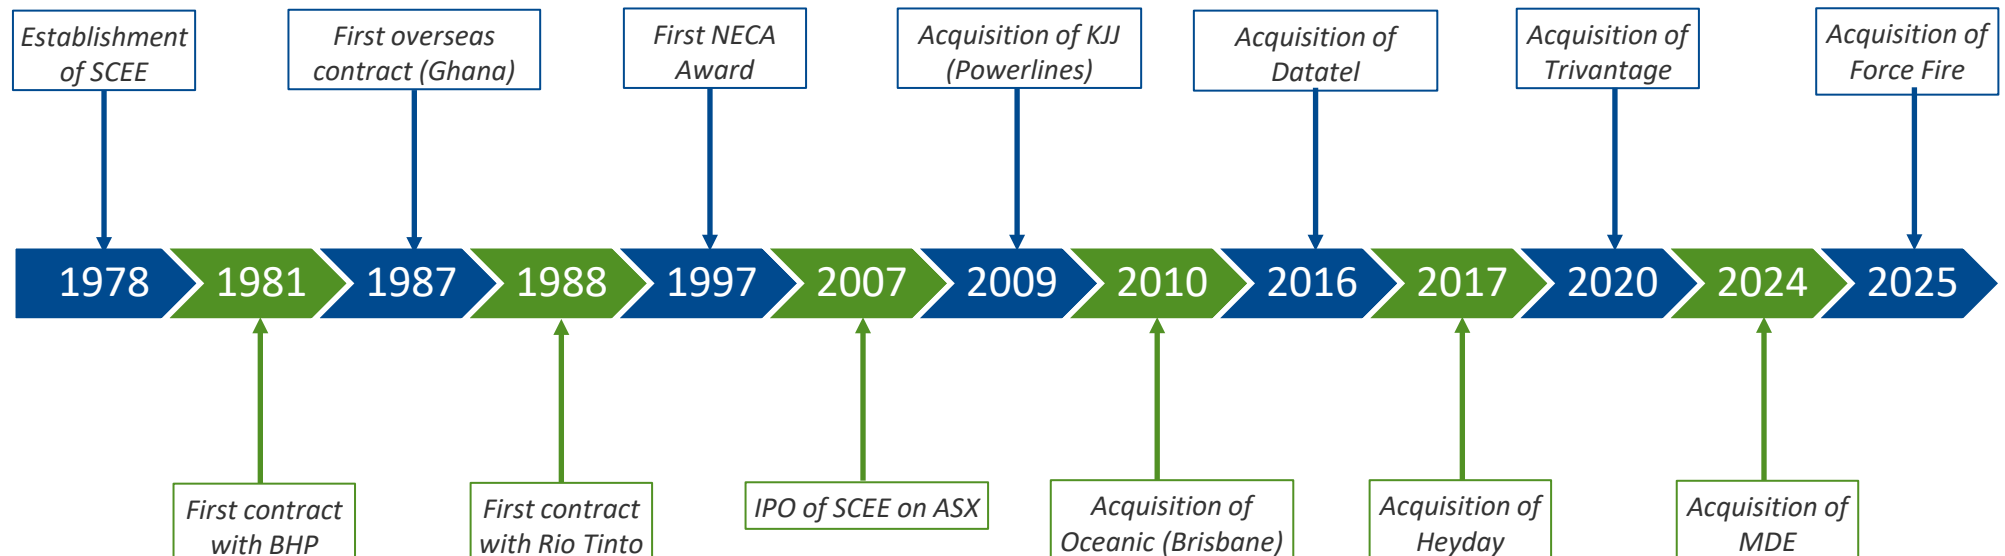 Establishment
of SCEE
First overseas
contract (Ghana)
First NECA
Award
Acquisition of KJJ
(Powerlines)
Acquisition of
Datatel
Acquisition of
Trivantage
Acquisition of
Force Fire
1978
1981
1987
1988
1997
2007
2009
2010
2016
2017
2020
2024
2025
First contract
with BHP
First contract
with Rio Tinto
IPO of SCEE on ASX
Acquisition of
Oceanic (Brisbane)
Acquisition of
Heyday
Acquisition of
MDE